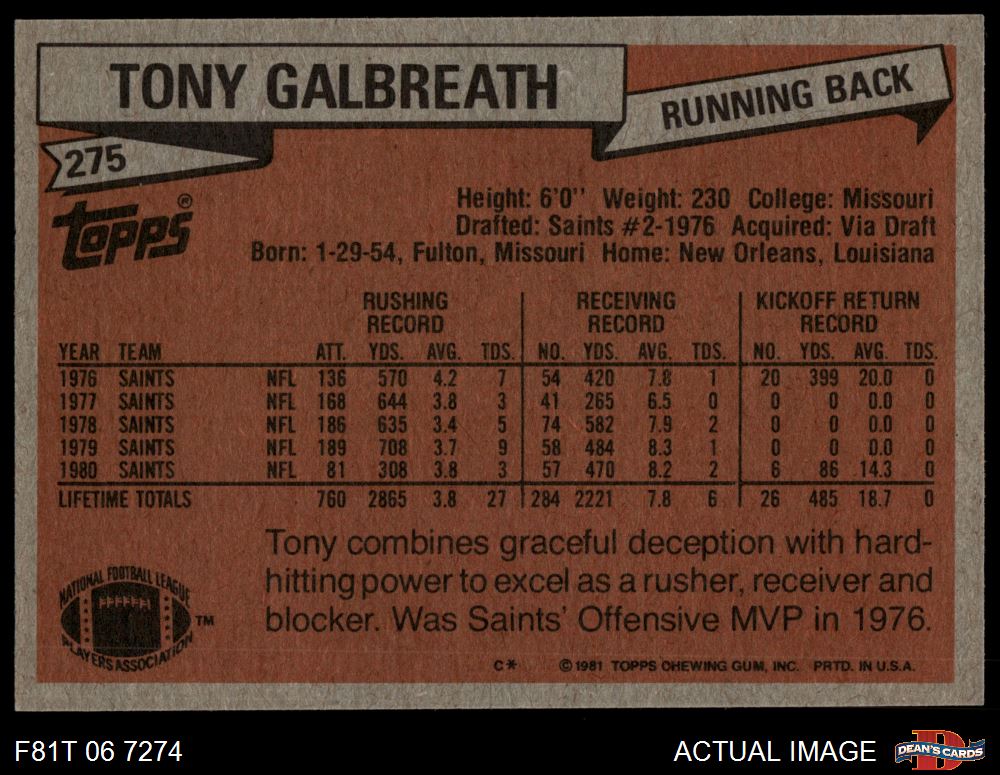 TONY GALBREATH
RUNNING BACK
275
topps®
Height: 6'0'' Weight: 230 College: Missouri
Drafted: Saints #2-1976 Acquired: Via Draft
Born: 1-29-54, Fulton, Missouri Home: New Orleans, Louisiana
RUSHING RECORD RECEIVING RECORD KICKOFF RETURN RECORD
YEAR TEAM ATT. YDS. AVG. TDS. NO. YDS. AVG. TDS. NO. YDS. AVG. TDS.
1976 SAINTS NFL 136 570 4.2 7 54 420 7.8 1 20 399 20.0 0
1977 SAINTS NFL 168 644 3.8 3 41 265 6.5 0 0 0 0.0 0
1978 SAINTS NFL 186 635 3.4 5 74 582 7.9 2 0 0 0.0 0
1979 SAINTS NFL 189 708 3.7 9 58 484 8.3 1 0 0 0.0 0
1980 SAINTS NFL 81 308 3.8 3 57 470 8.2 2 6 86 14.3 0
LIFETIME TOTALS 760 2865 3.8 27 284 2221 7.8 6 26 485 18.7 0
Tony combines graceful deception with hard-
hitting power to excel as a rusher, receiver and
blocker. Was Saints' Offensive MVP in 1976.
NATIONAL FOOTBALL LEAGUE
PLAYERS ASSOCIATION
™
C* ©1981 TOPPS CHEWING GUM, INC. PRTD. IN U.S.A.
F81T 06 7274
ACTUAL IMAGE
D
DEAN'S CARDS